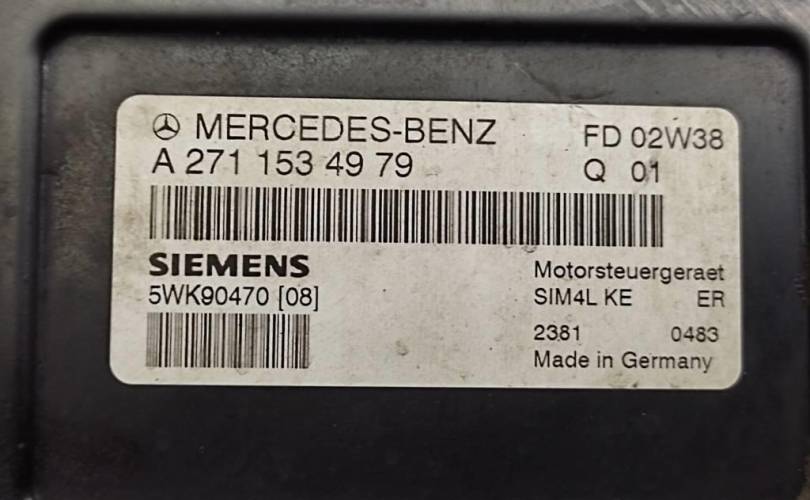 MERCEDES-BENZ FD 02W38
A 271 153 49 79 Q 01
SIEMENS
5WK90470 [08]
Motorsteuergeraet
SIM4L KE ER
2381 0483
Made in Germany